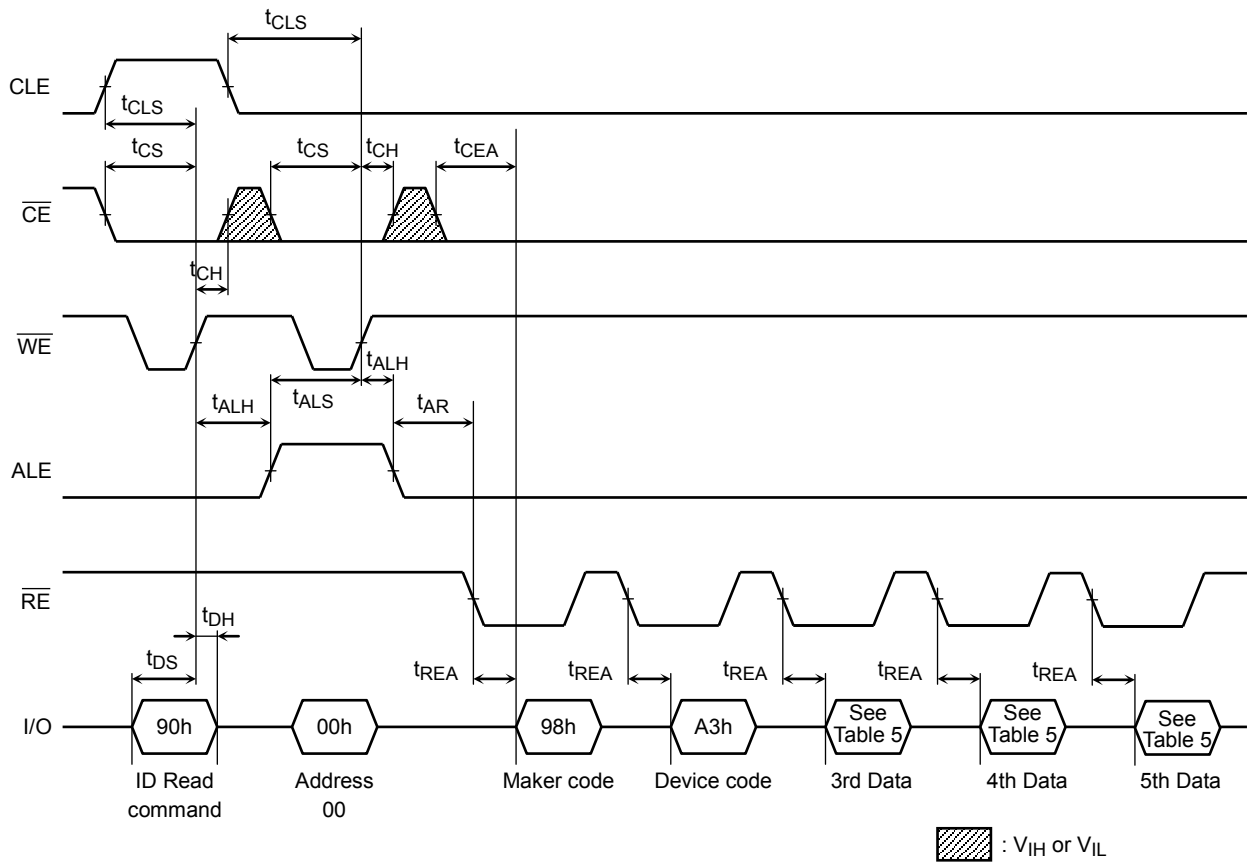 tCLS
CLE
tCLS
tCS
tCS
tCH
tCEA
CE
tCH
WE
tALH
tALH
tALS
tAR
ALE
RE
tDH
tDS
tREA
tREA
tREA
tREA
tREA
I/O
90h
00h
98h
A3h
See
Table 5
See
Table 5
See
Table 5
ID Read
command
Address
00
Maker code
Device code
3rd Data
4th Data
5th Data
: VIH or VIL